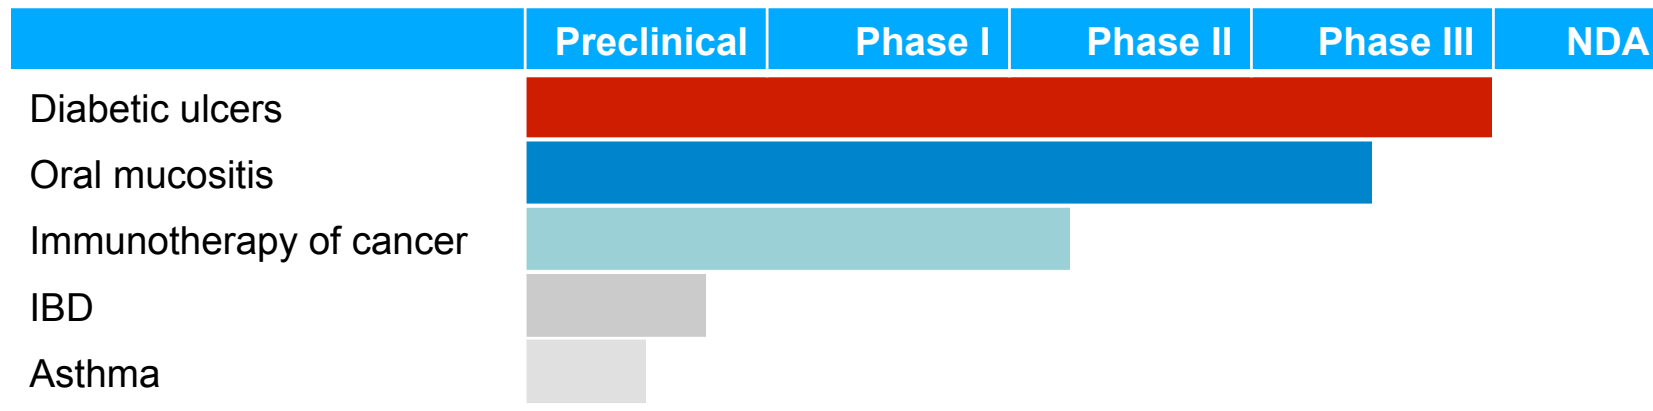 Preclinical Phase I Phase II Phase III NDA
Diabetic ulcers
Oral mucositis
Immunotherapy of cancer
IBD
Asthma